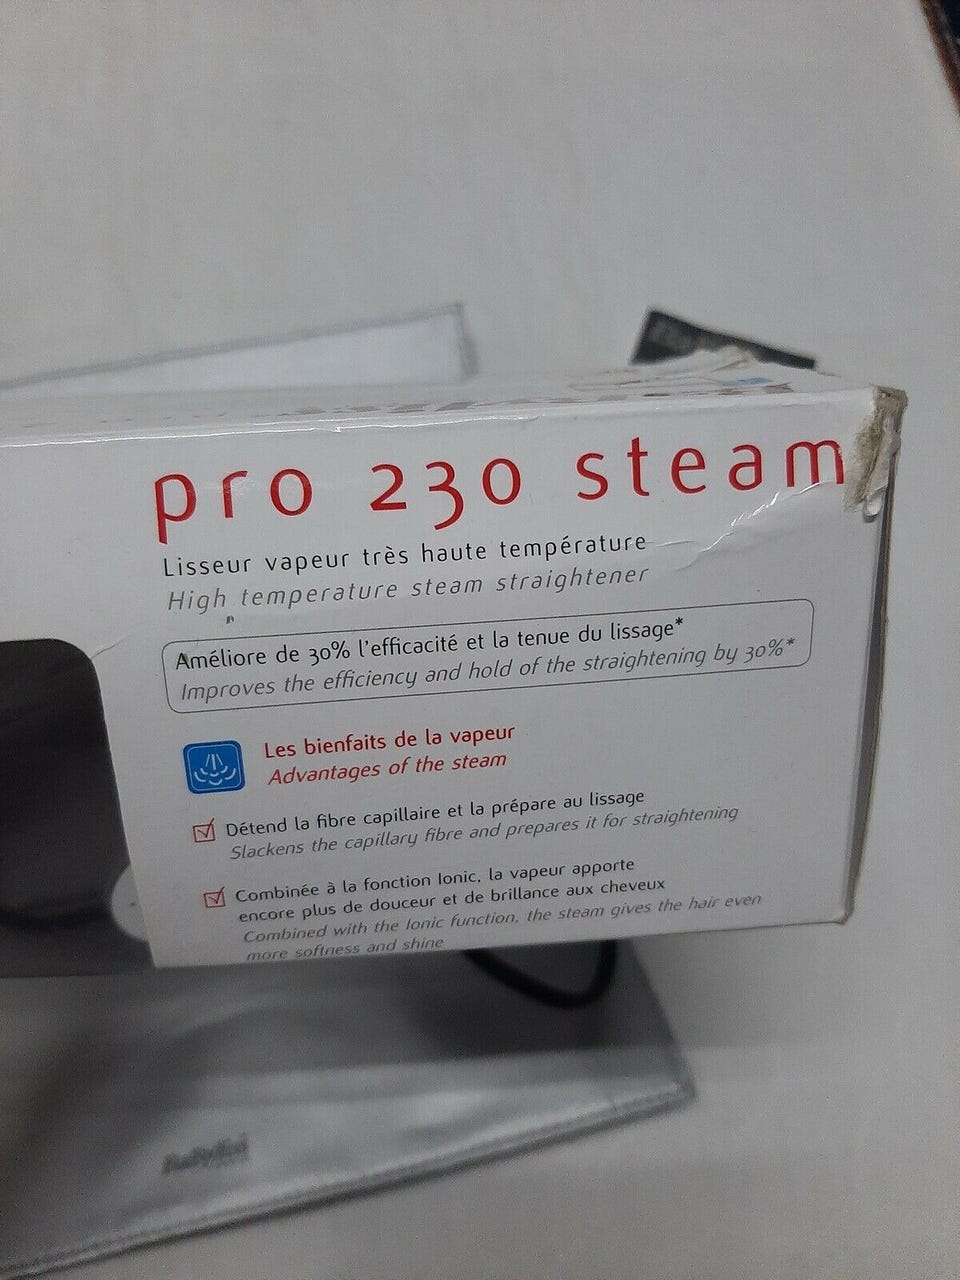 pro 230 steam
Lisseur vapeur très haute température
High temperature steam straightener
Améliore de 30% l'efficacité et la tenue du lissage*
Improves the efficiency and hold of the straightening by 30%*
Les bienfaits de la vapeur
Advantages of the steam
Détend la fibre capillaire et la prépare au lissage
Slackens the capillary fibre and prepares it for straightening
Combinée à la fonction Ionic, la vapeur apporte
encore plus de douceur et de brillance aux cheveux
Combined with the Ionic function, the steam gives the hair even
more softness and shine
BaByliss